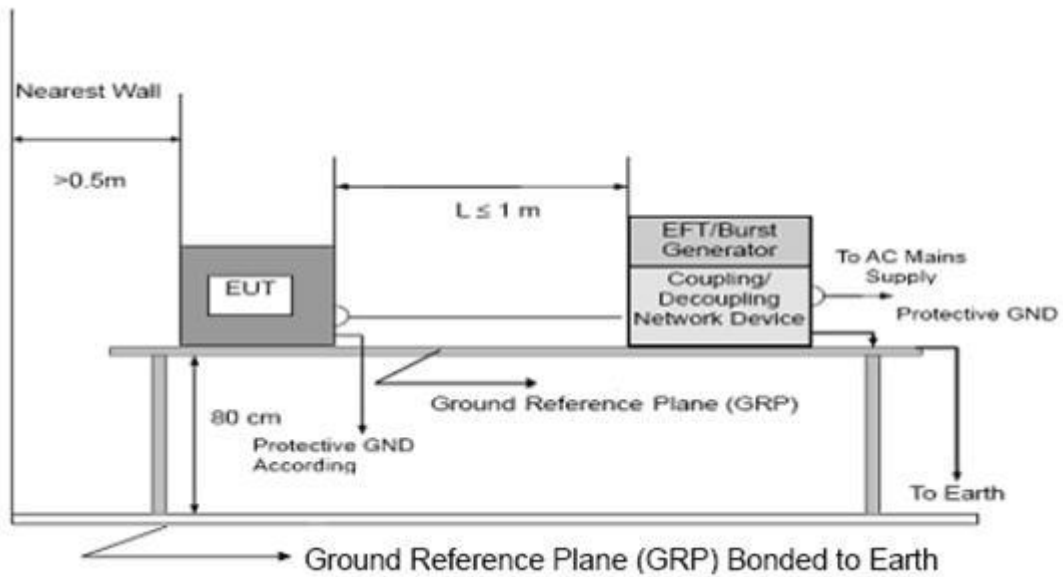 Nearest Wall
>0.5m
L ≤ 1 m
EFT/Burst
Generator
EUT
Coupling/
Decoupling
Network Device
To AC Mains
Supply
Protective GND
Ground Reference Plane (GRP)
80 cm
Protective GND
According
To Earth
Ground Reference Plane (GRP) Bonded to Earth